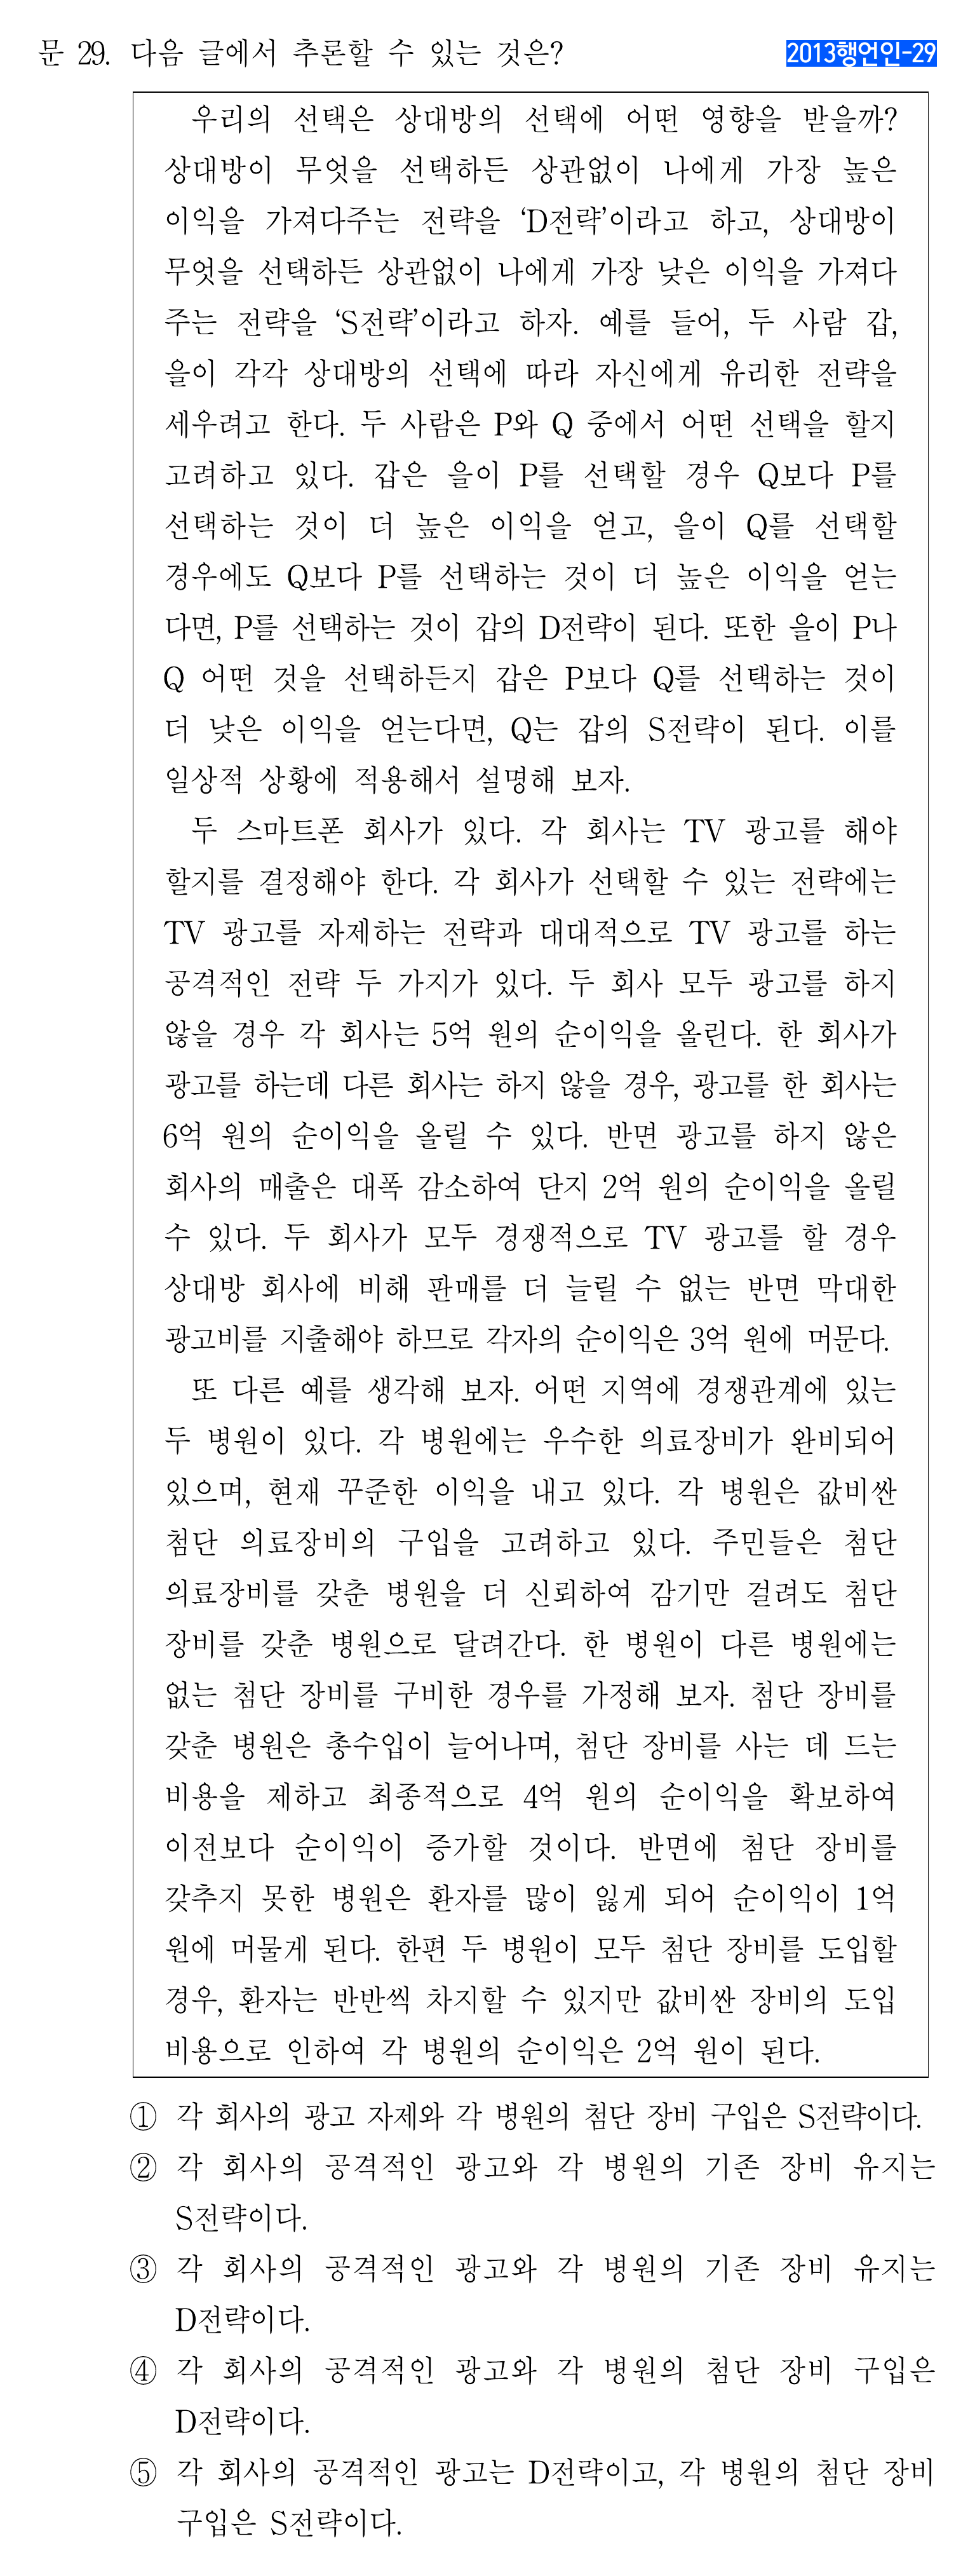 문 29. 다음 글에서 추론할 수 있는 것은?
2013행언인-29
우리의 선택은 상대방의 선택에 어떤 영향을 받을까?
상대방이 무엇을 선택하든 상관없이 나에게 가장 높은
이익을 가져다주는 전략을 ‘D전략’이라고 하고, 상대방이
무엇을 선택하든 상관없이 나에게 가장 낮은 이익을 가져다
주는 전략을 ‘S전략’이라고 하자. 예를 들어, 두 사람 갑,
을이 각각 상대방의 선택에 따라 자신에게 유리한 전략을
세우려고 한다. 두 사람은 P와 Q 중에서 어떤 선택을 할지
고려하고 있다. 갑은 을이 P를 선택할 경우 Q보다 P를
선택하는 것이 더 높은 이익을 얻고, 을이 Q를 선택할
경우에도 Q보다 P를 선택하는 것이 더 높은 이익을 얻는
다면, P를 선택하는 것이 갑의 D전략이 된다. 또한 을이 P나
Q 어떤 것을 선택하든지 갑은 P보다 Q를 선택하는 것이
더 낮은 이익을 얻는다면, Q는 갑의 S전략이 된다. 이를
일상적 상황에 적용해서 설명해 보자.
두 스마트폰 회사가 있다. 각 회사는 TV 광고를 해야
할지를 결정해야 한다. 각 회사가 선택할 수 있는 전략에는
TV 광고를 자제하는 전략과 대대적으로 TV 광고를 하는
공격적인 전략 두 가지가 있다. 두 회사 모두 광고를 하지
않을 경우 각 회사는 5억 원의 순이익을 올린다. 한 회사가
광고를 하는데 다른 회사는 하지 않을 경우, 광고를 한 회사는
6억 원의 순이익을 올릴 수 있다. 반면 광고를 하지 않은
회사의 매출은 대폭 감소하여 단지 2억 원의 순이익을 올릴
수 있다. 두 회사가 모두 경쟁적으로 TV 광고를 할 경우
상대방 회사에 비해 판매를 더 늘릴 수 없는 반면 막대한
광고비를 지출해야 하므로 각자의 순이익은 3억 원에 머문다.
또 다른 예를 생각해 보자. 어떤 지역에 경쟁관계에 있는
두 병원이 있다. 각 병원에는 우수한 의료장비가 완비되어
있으며, 현재 꾸준한 이익을 내고 있다. 각 병원은 값비싼
첨단 의료장비의 구입을 고려하고 있다. 주민들은 첨단
의료장비를 갖춘 병원을 더 신뢰하여 감기만 걸려도 첨단
장비를 갖춘 병원으로 달려간다. 한 병원이 다른 병원에는
없는 첨단 장비를 구비한 경우를 가정해 보자. 첨단 장비를
갖춘 병원은 총수입이 늘어나며, 첨단 장비를 사는 데 드는
비용을 제하고 최종적으로 4억 원의 순이익을 확보하여
이전보다 순이익이 증가할 것이다. 반면에 첨단 장비를
갖추지 못한 병원은 환자를 많이 잃게 되어 순이익이 1억
원에 머물게 된다. 한편 두 병원이 모두 첨단 장비를 도입할
경우, 환자는 반반씩 차지할 수 있지만 값비싼 장비의 도입
비용으로 인하여 각 병원의 순이익은 2억 원이 된다.
① 각 회사의 광고 자제와 각 병원의 첨단 장비 구입은 S전략이다.
② 각 회사의 공격적인 광고와 각 병원의 기존 장비 유지는
S전략이다.
③ 각 회사의 공격적인 광고와 각 병원의 기존 장비 유지는
D전략이다.
④ 각 회사의 공격적인 광고와 각 병원의 첨단 장비 구입은
D전략이다.
⑤ 각 회사의 공격적인 광고는 D전략이고, 각 병원의 첨단 장비
구입은 S전략이다.